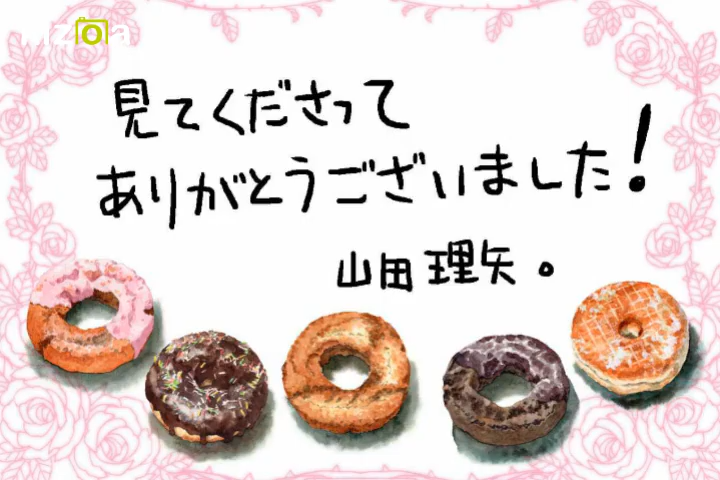 見てくださって
ありがとうございました!
山田理矢。